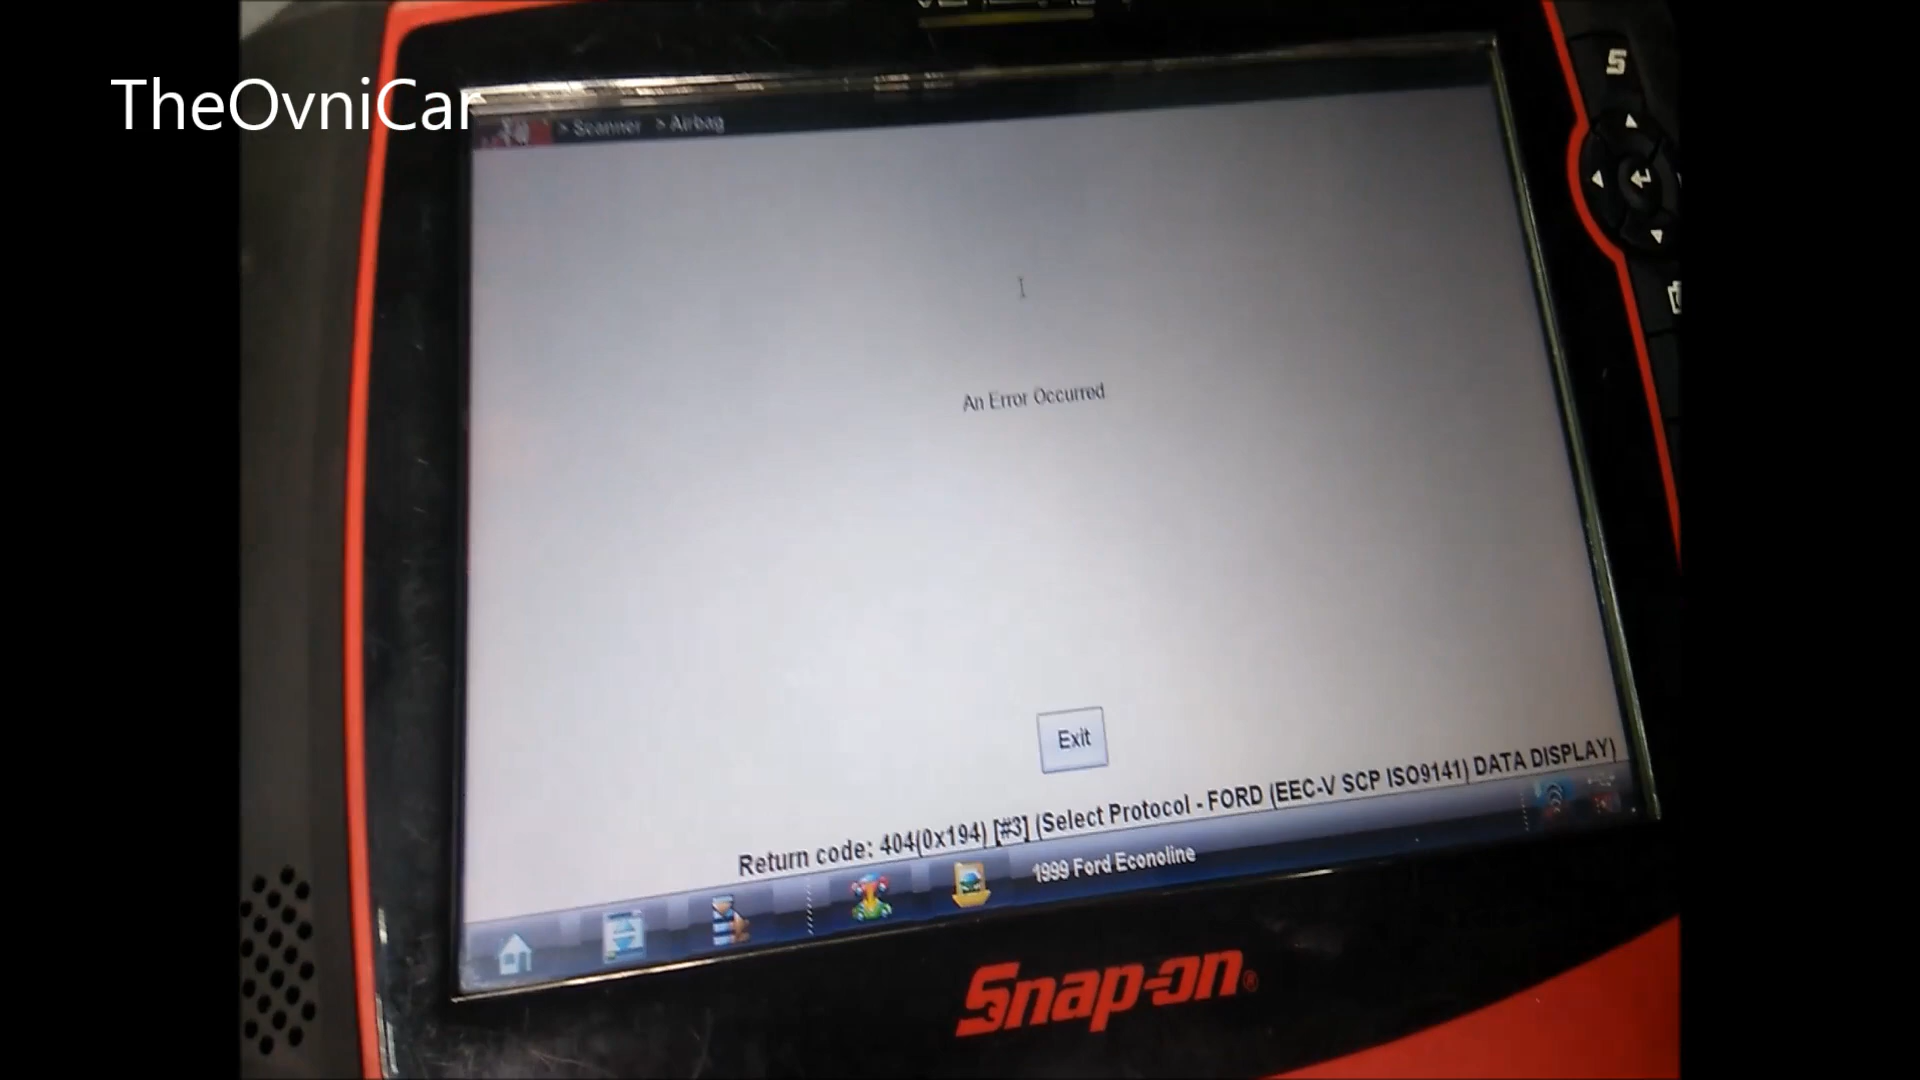 TheOvniCar
> Scanner > Airbag
S
An Error Occurred
Exit
Return code: 404(0x194) [#3] (Select Protocol - FORD (EEC-V SCP ISO9141) DATA DISPLAY)
1999 Ford Econoline
Snap-on®